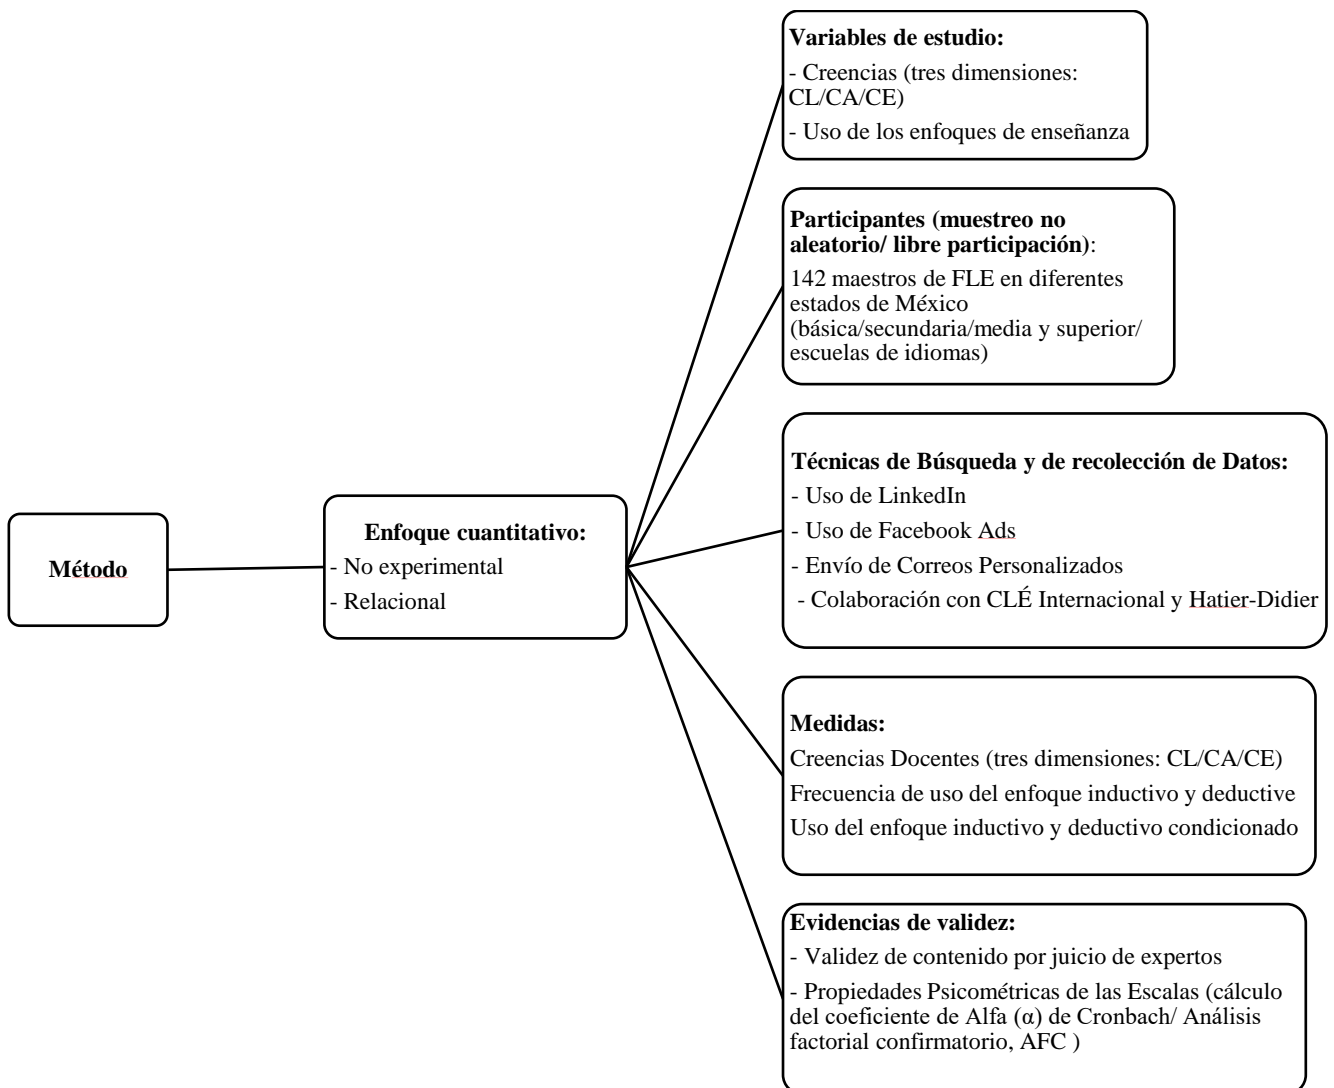 Método
Enfoque cuantitativo:
- No experimental
- Relacional
Variables de estudio:
- Creencias (tres dimensiones:
CL/CA/CE)
- Uso de los enfoques de enseñanza
Participantes (muestreo no
aleatorio/ libre participación):
142 maestros de FLE en diferentes
estados de México
(básica/secundaria/media y superior/
escuelas de idiomas)
Técnicas de Búsqueda y de recolección de Datos:
- Uso de LinkedIn
- Uso de Facebook Ads
- Envío de Correos Personalizados
- Colaboración con CLÉ Internacional y Hatier-Didier
Medidas:
Creencias Docentes (tres dimensiones: CL/CA/CE)
Frecuencia de uso del enfoque inductivo y deductive
Uso del enfoque inductivo y deductivo condicionado
Evidencias de validez:
- Validez de contenido por juicio de expertos
- Propiedades Psicométricas de las Escalas (cálculo
del coeficiente de Alfa (α) de Cronbach/ Análisis
factorial confirmatorio, AFC )